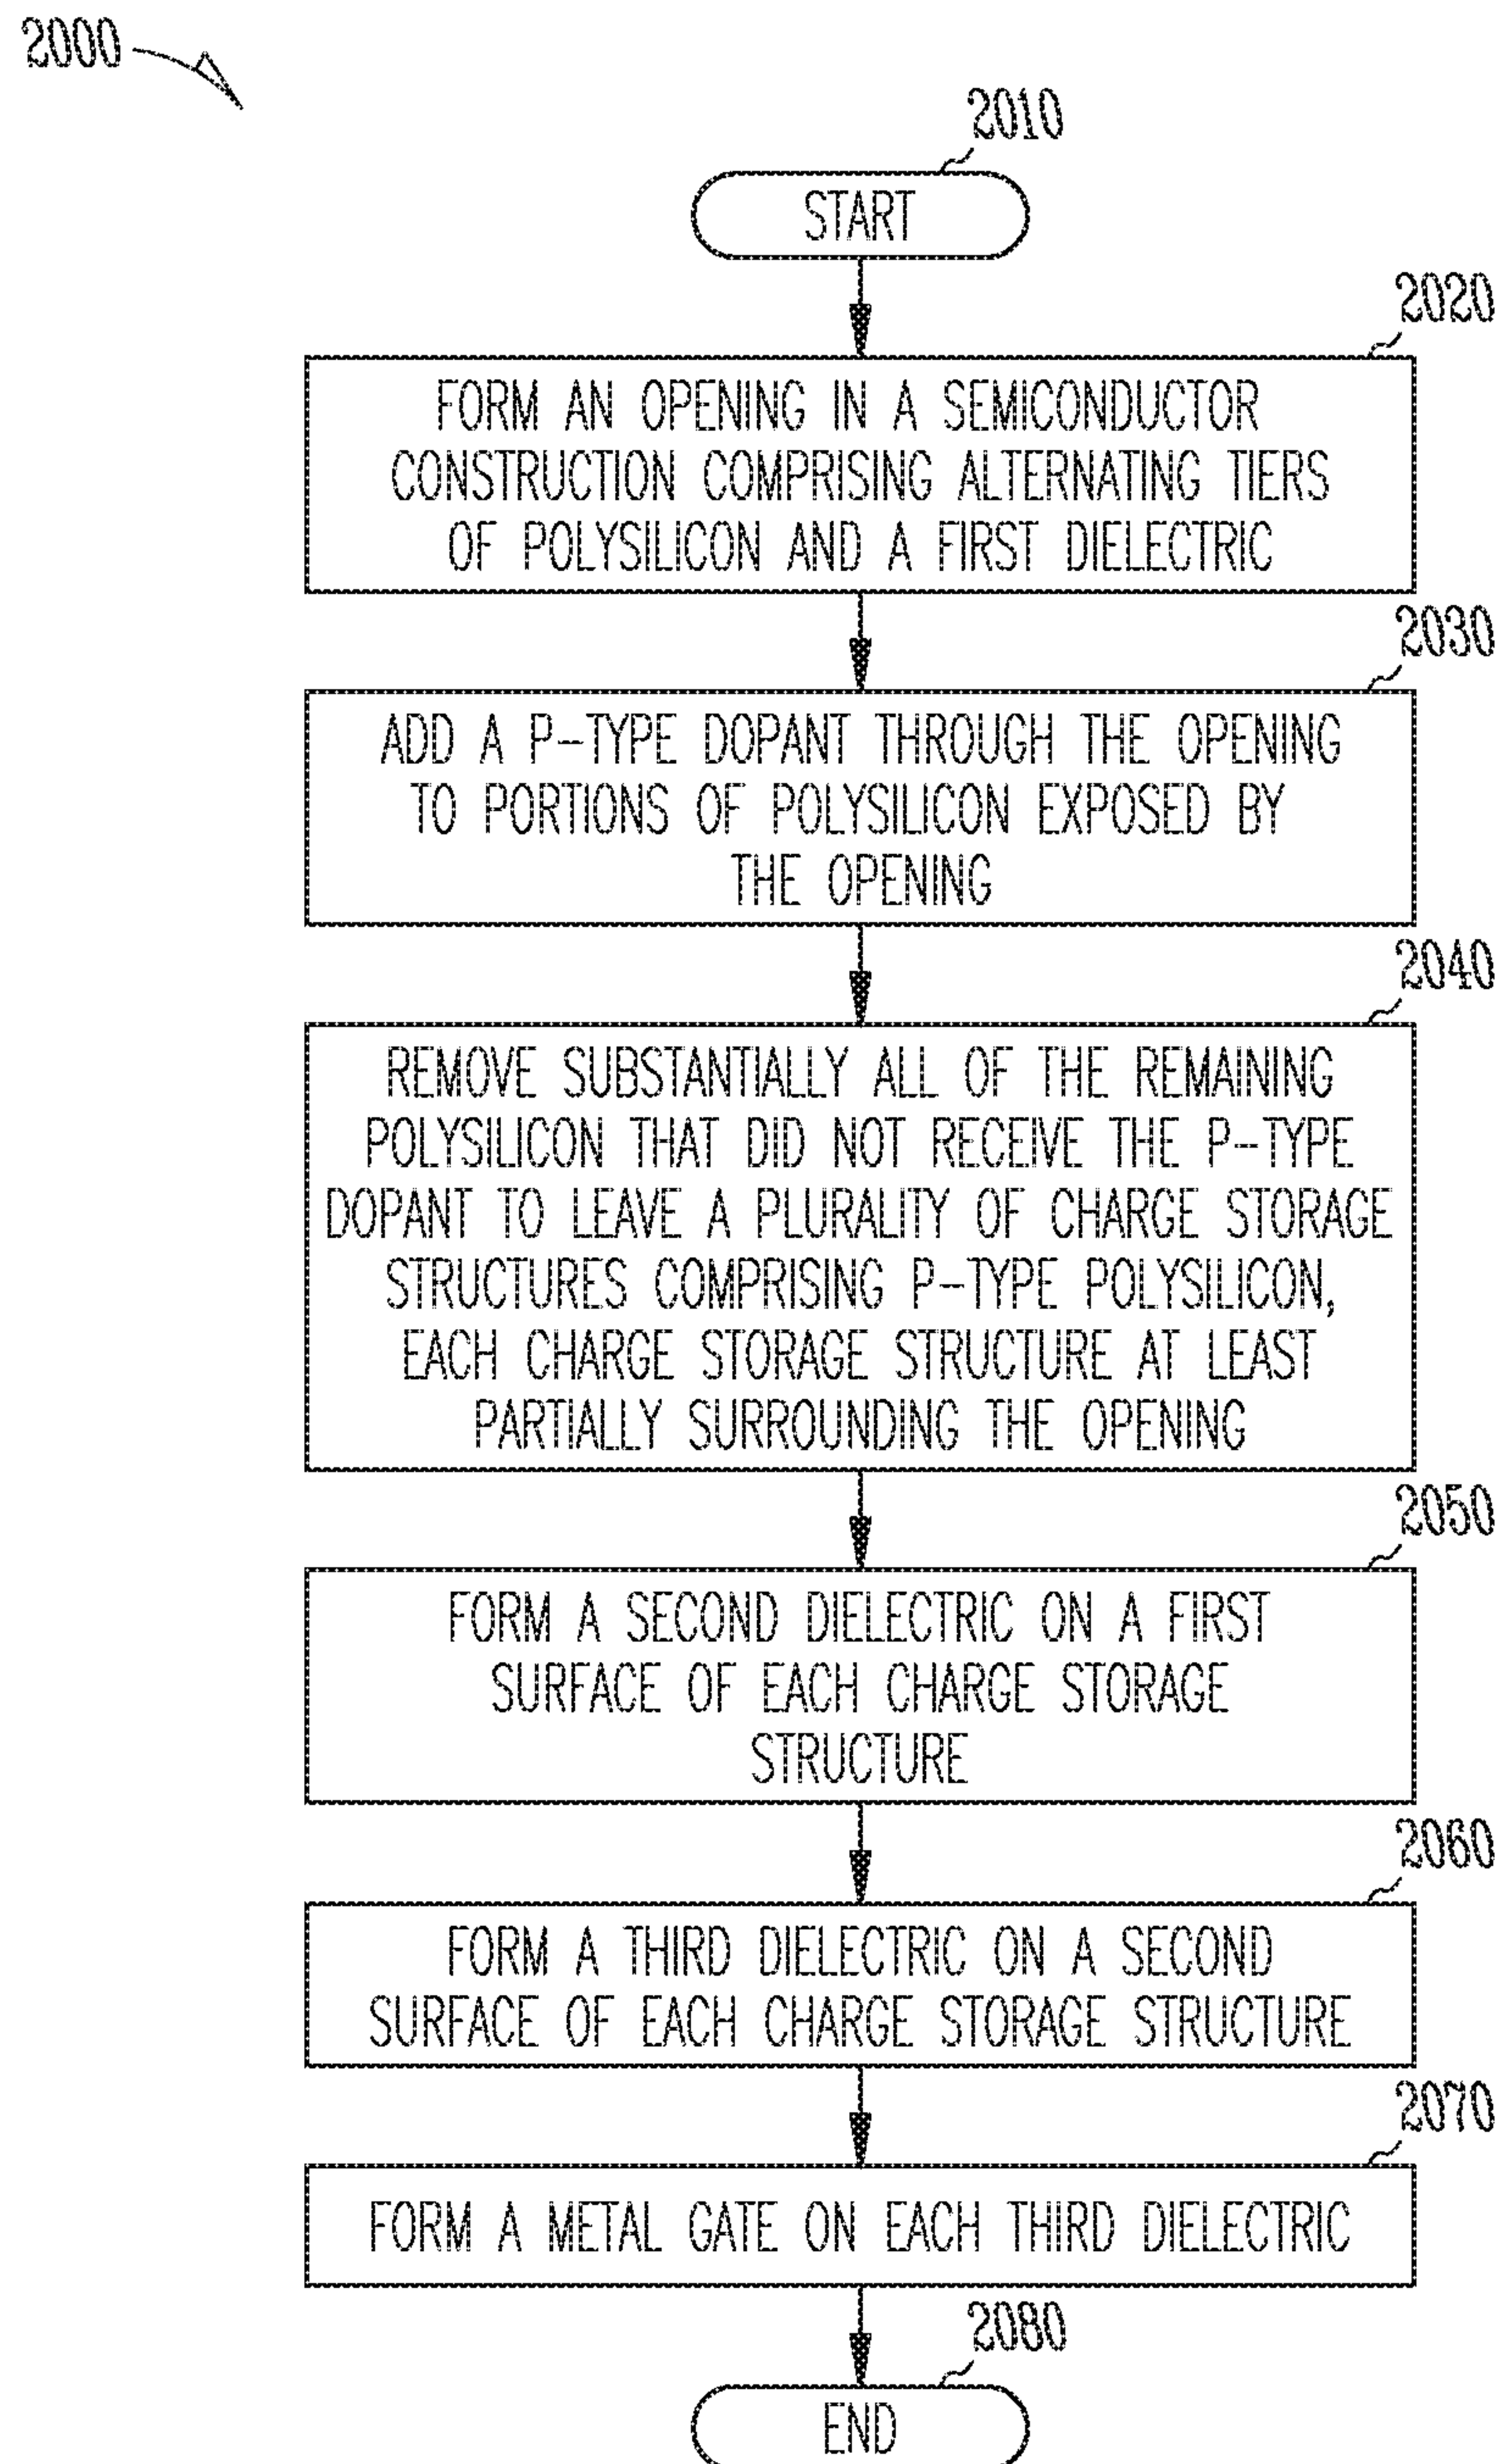 2000
2010
START
2020
FORM AN OPENING IN A SEMICONDUCTOR
CONSTRUCTION COMPRISING ALTERNATING TIERS
OF POLYSILICON AND A FIRST DIELECTRIC
2030
ADD A P-TYPE DOPANT THROUGH THE OPENING
TO PORTIONS OF POLYSILICON EXPOSED BY
THE OPENING
2040
REMOVE SUBSTANTIALLY ALL OF THE REMAINING
POLYSILICON THAT DID NOT RECEIVE THE P-TYPE
DOPANT TO LEAVE A PLURALITY OF CHARGE STORAGE
STRUCTURES COMPRISING P-TYPE POLYSILICON,
EACH CHARGE STORAGE STRUCTURE AT LEAST
PARTIALLY SURROUNDING THE OPENING
2050
FORM A SECOND DIELECTRIC ON A FIRST
SURFACE OF EACH CHARGE STORAGE
STRUCTURE
2060
FORM A THIRD DIELECTRIC ON A SECOND
SURFACE OF EACH CHARGE STORAGE STRUCTURE
2070
FORM A METAL GATE ON EACH THIRD DIELECTRIC
2080
END